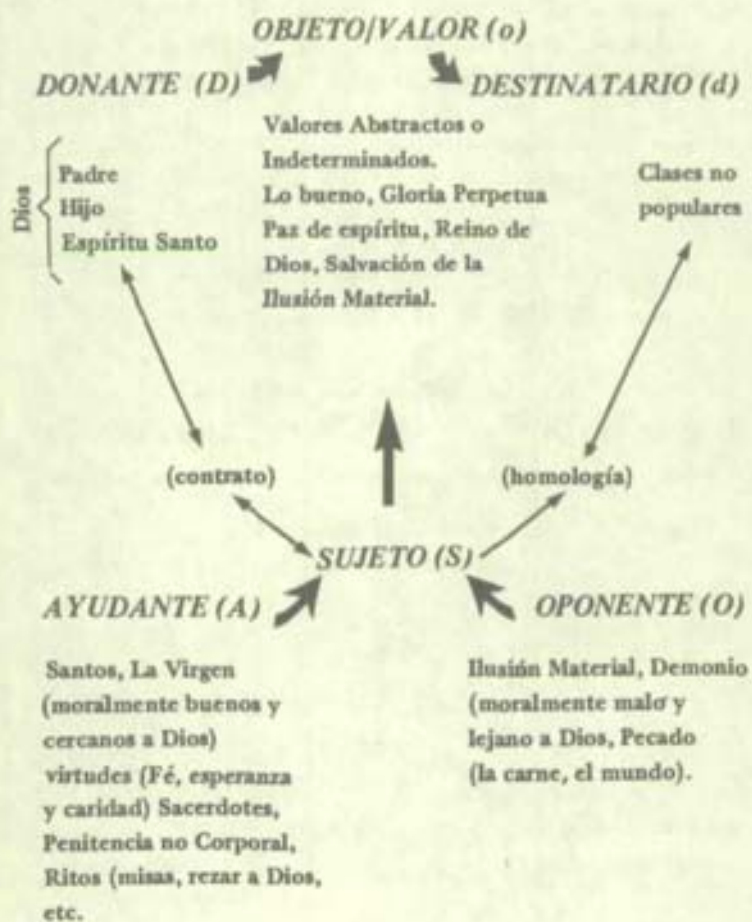 OBJETO/VALOR (o)
DONANTE (D)
DESTINATARIO (d)
Dios
Padre
Hijo
Espíritu Santo
Valores Abstractos o
Indeterminados.
Lo bueno, Gloria Perpetua
Paz de espíritu, Reino de
Dios, Salvación de la
Ilusión Material.
Clases no
populares
(contrato)
(homología)
SUJETO (S)
AYUDANTE (A)
OPONENTE (O)
Santos, La Virgen
(moralmente buenos y
cercanos a Dios)
virtudes (Fé, esperanza
y caridad) Sacerdotes,
Penitencia no Corporal,
Ritos (misas, rezar a Dios,
etc.
Ilusión Material, Demonio
(moralmente malo y
lejano a Dios, Pecado
(la carne, el mundo).